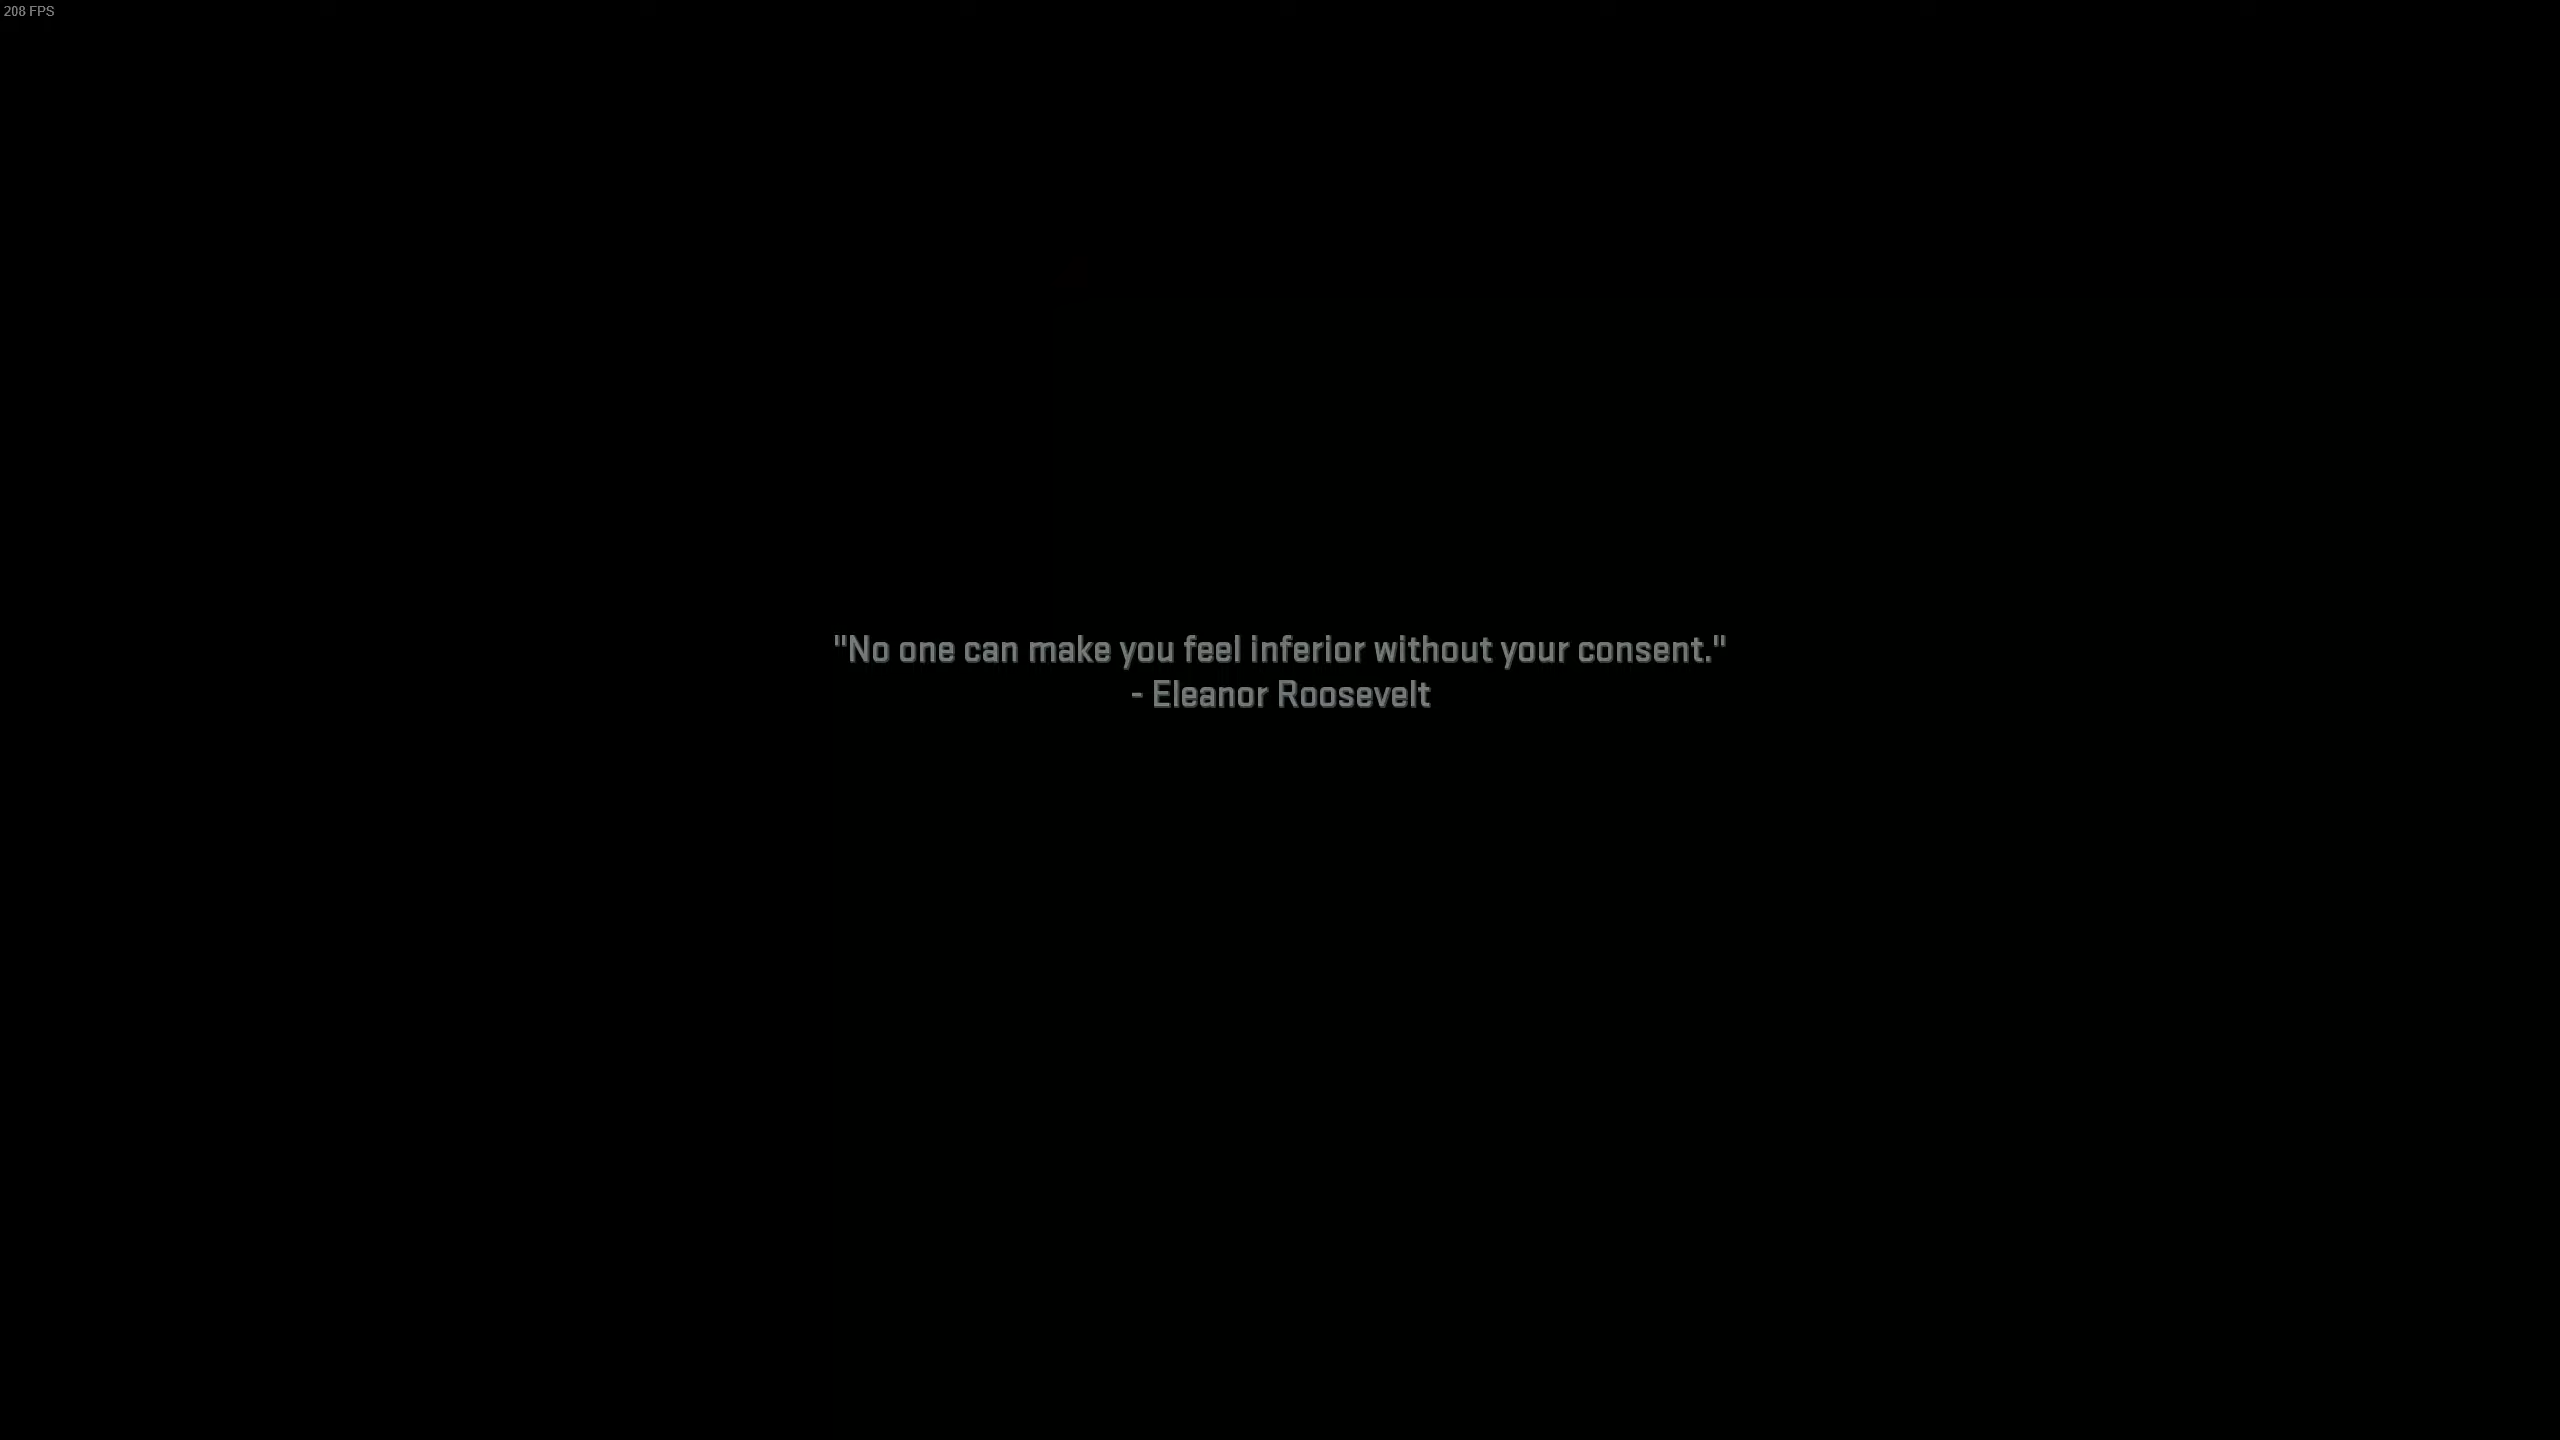 208 FPS
"No one can make you feel inferior without your consent."
- Eleanor Roosevelt